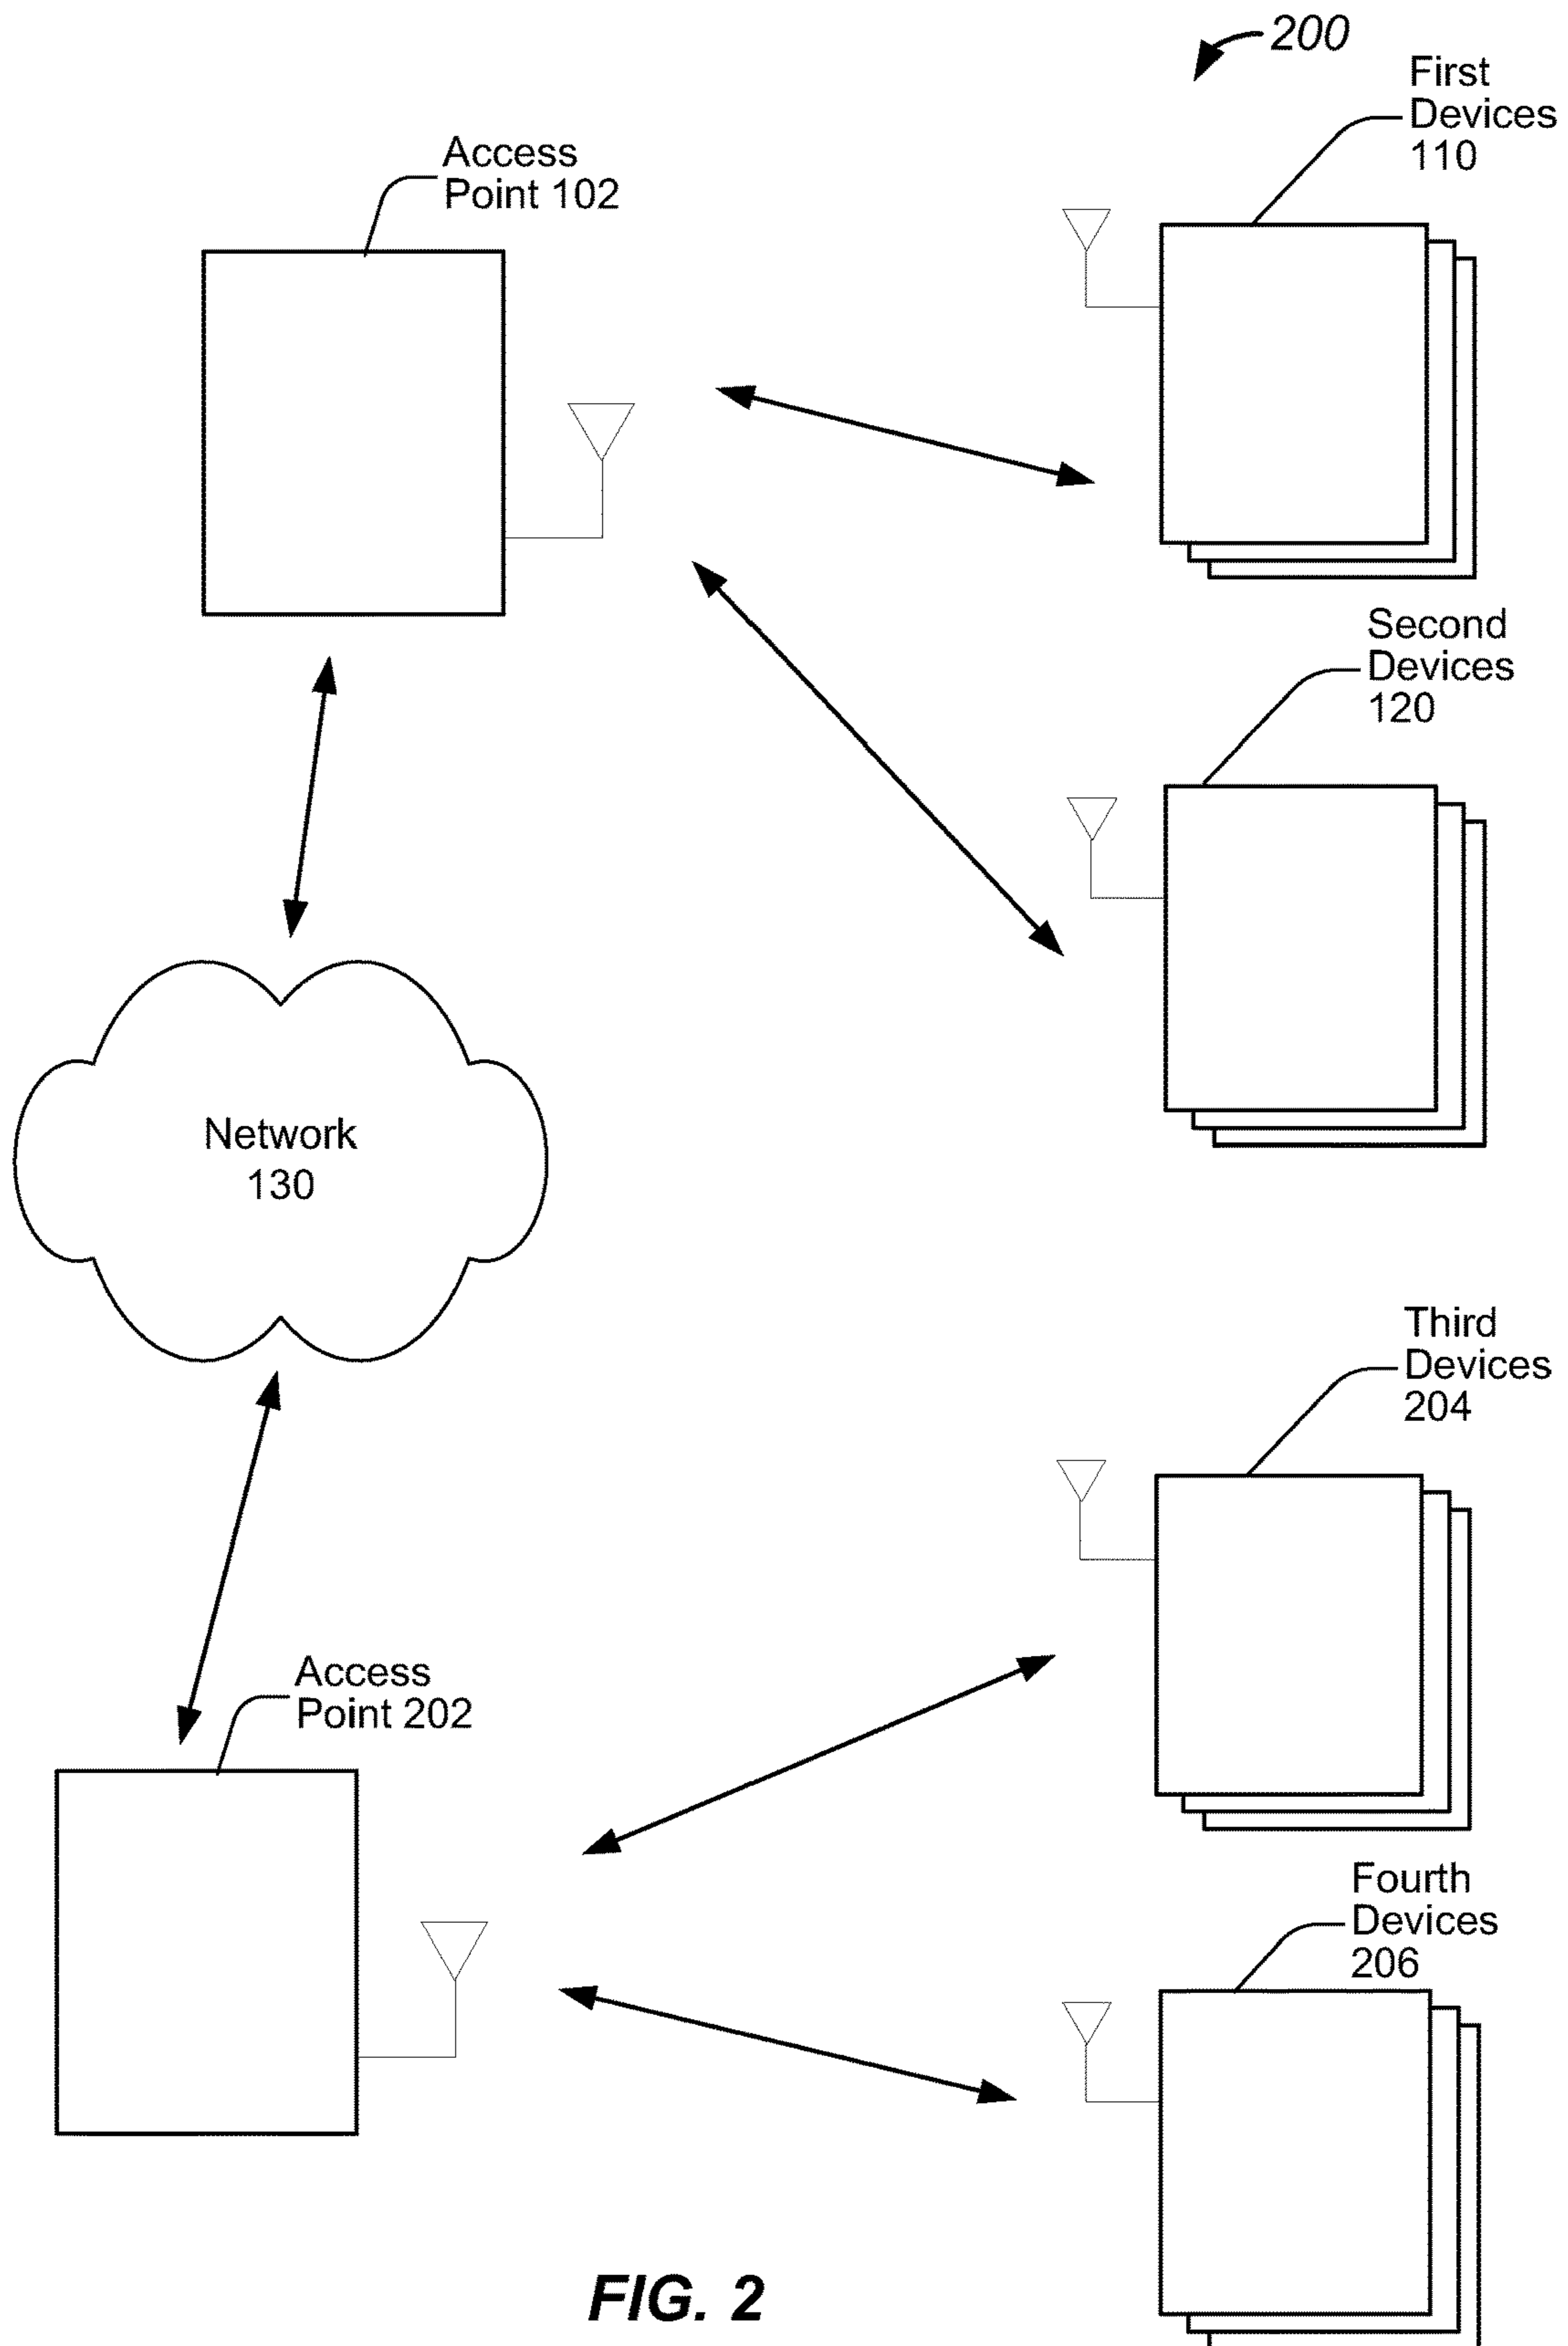 200
First
Devices
110
Access
Point 102
Second
Devices
120
Network
130
Third
Devices
204
Access
Point 202
Fourth
Devices
206
FIG. 2